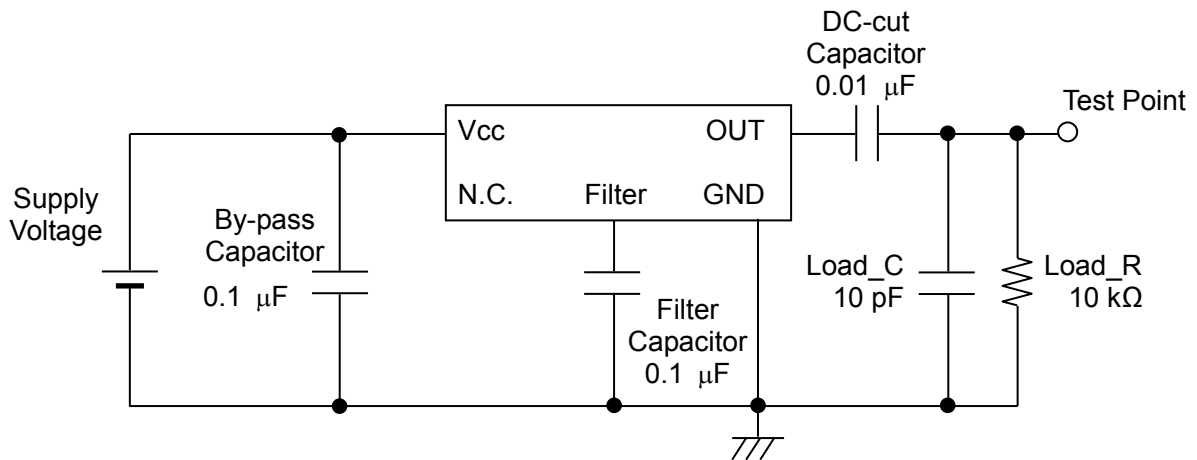 DC-cut
Capacitor
0.01 μF
Test Point
Vcc
OUT
N.C.
Filter
GND
Supply
Voltage
By-pass
Capacitor
0.1 μF
Filter
Capacitor
0.1 μF
Load_C
10 pF
Load_R
10 kΩ